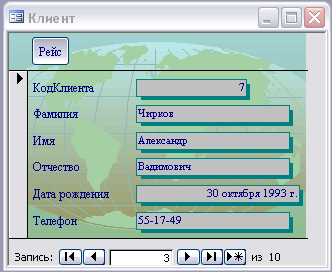 Клиент
Рейс
КодКлиента 7
Фамилия Чирков
Имя Александр
Отчество Вадимович
Дата рождения 30 октября 1993 г.
Телефон 55-17-49
Запись: 3 из 10